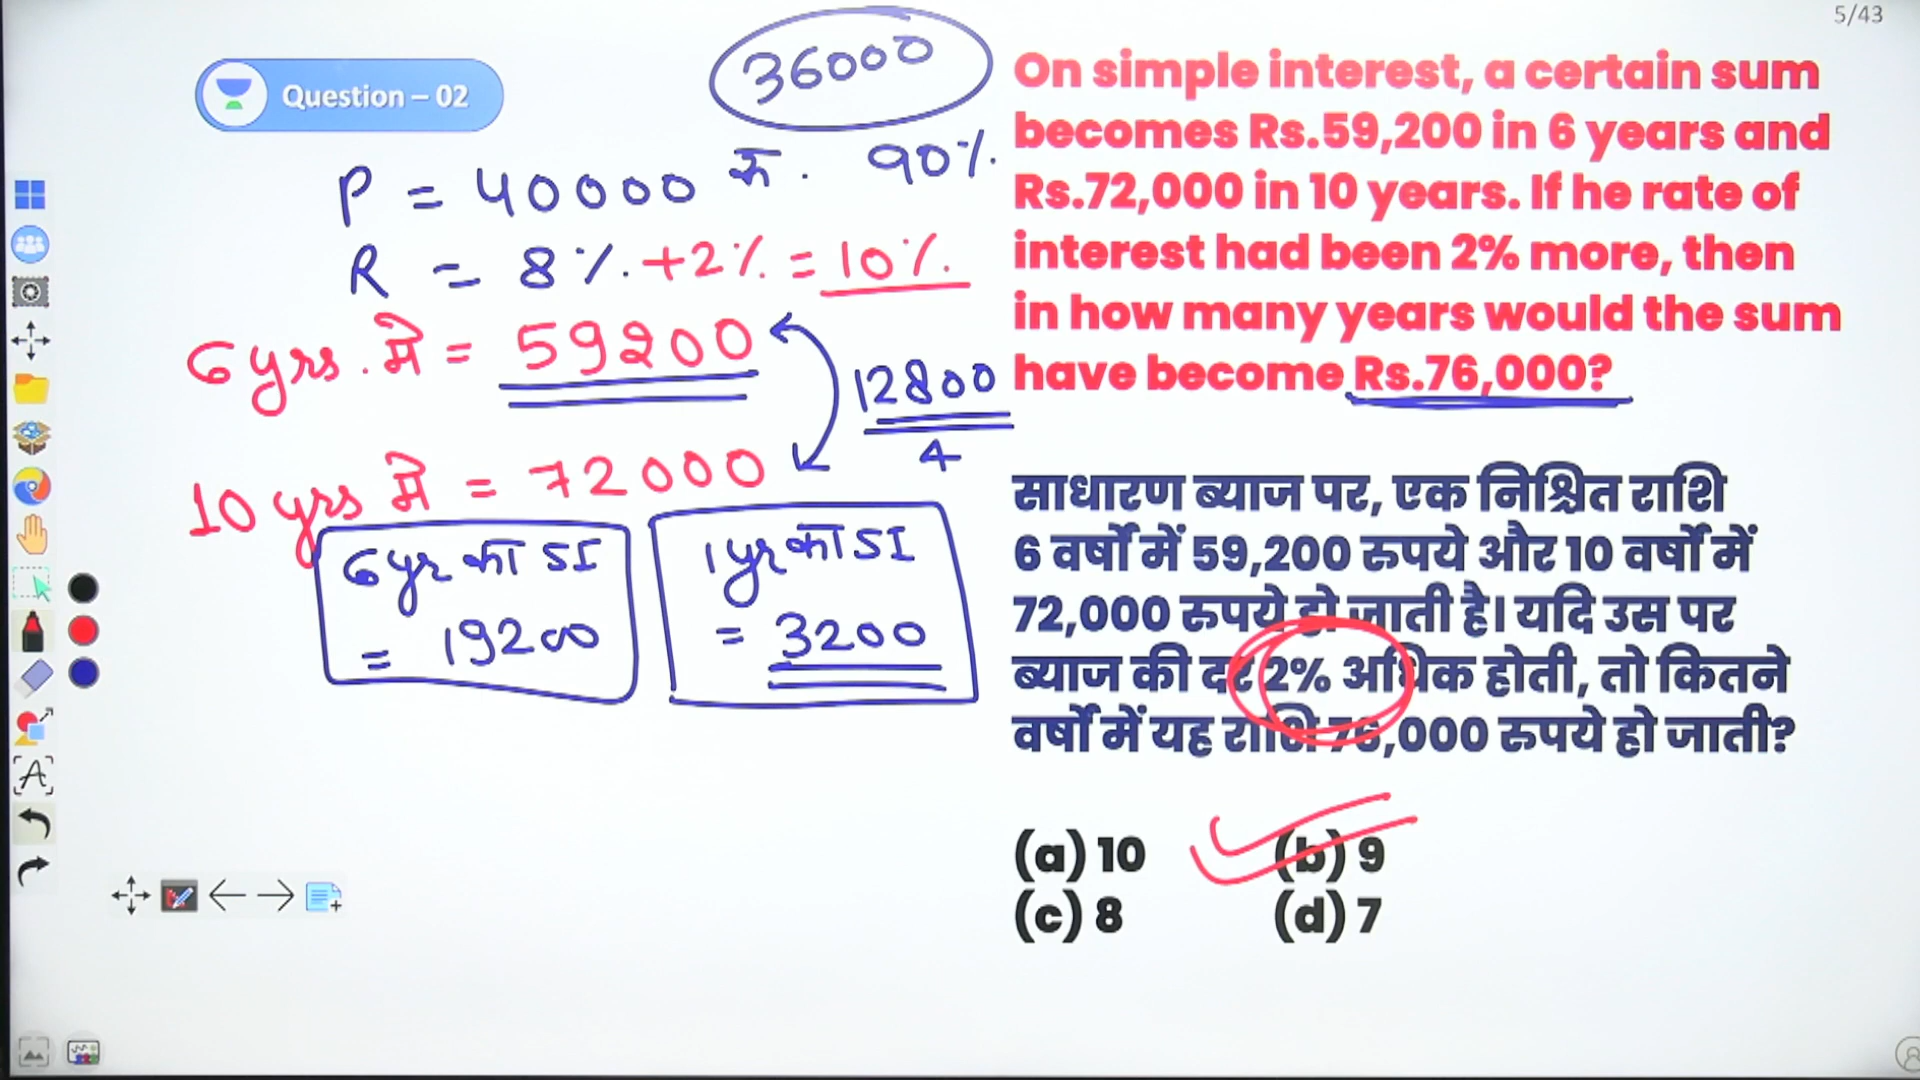 5/43
Question – 02
36000
P = 40000 रु. 90%.
R = 8%. +2% = 10%.
6 yrs. में = 59200
12800
4
10 yrs में = 72000
6 yr का SI
= 19200
1 yr का SI
= 3200
On simple interest, a certain sum
becomes Rs.59,200 in 6 years and
Rs.72,000 in 10 years. If he rate of
interest had been 2% more, then
in how many years would the sum
have become Rs.76,000?
साधारण ब्याज पर, एक निश्चित राशि
6 वर्षों में 59,200 रुपये और 10 वर्षों में
72,000 रुपये हो जाती है। यदि उस पर
ब्याज की दर 2% अधिक होती, तो कितने
वर्षों में यह राशि 76,000 रुपये हो जाती?
(a) 10 (b) 9
(c) 8 (d) 7